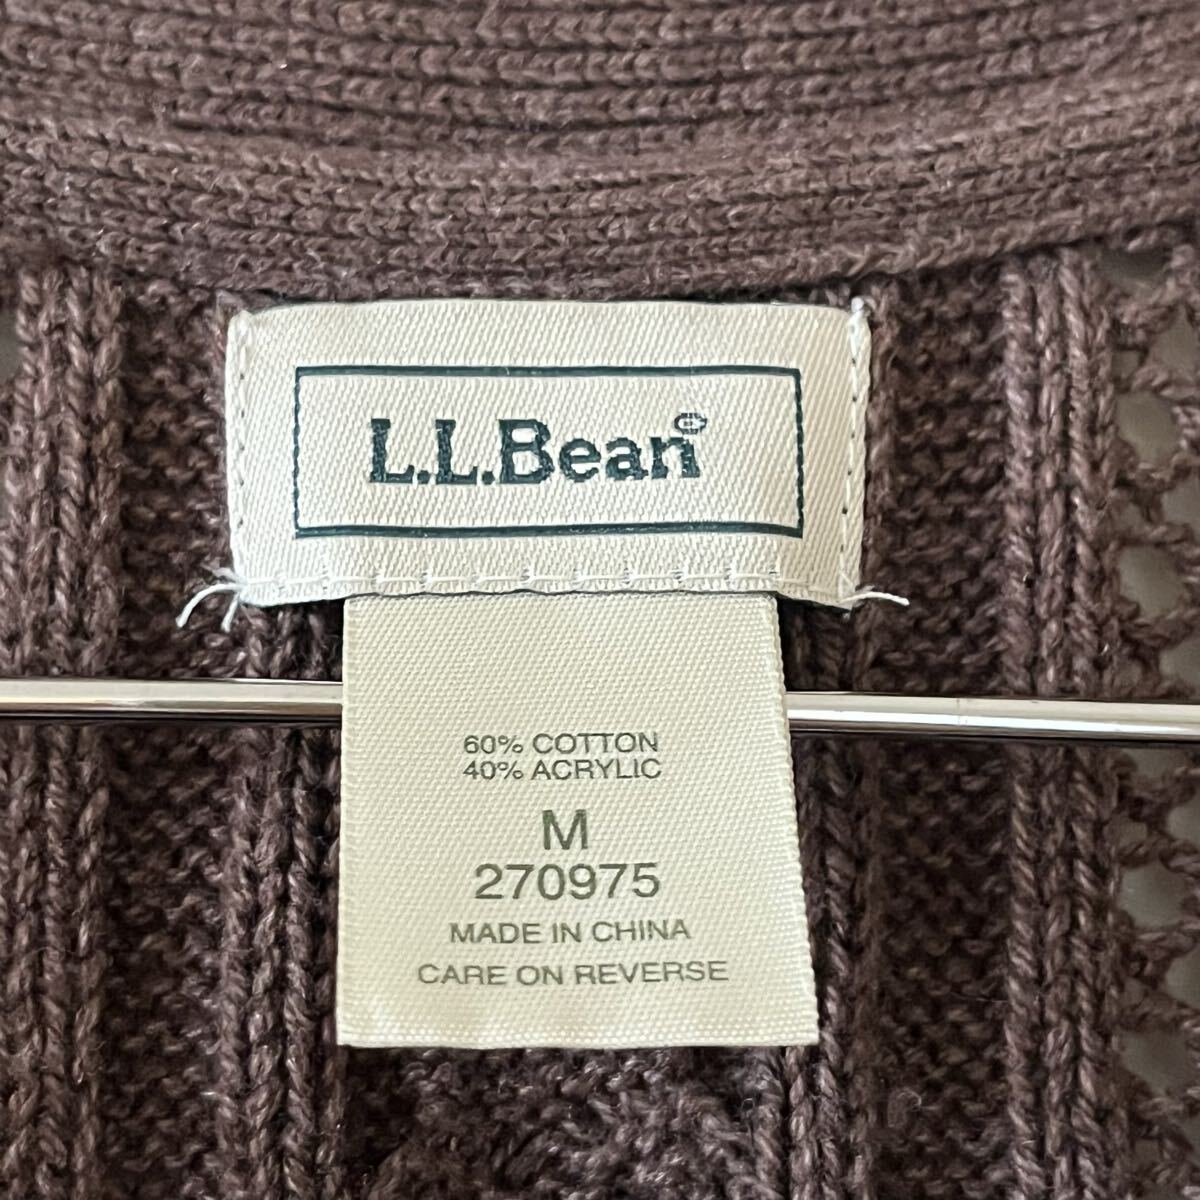 L.L.Bean®
60% COTTON
40% ACRYLIC
M
270975
MADE IN CHINA
CARE ON REVERSE